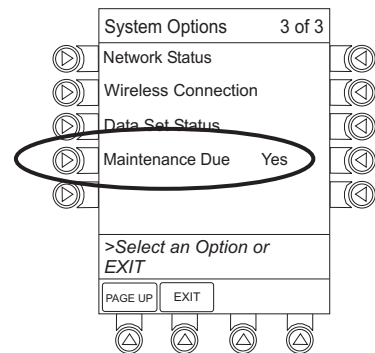 System Options 3 of 3
Network Status
Wireless Connection
Data Set Status
Maintenance Due Yes
>Select an Option or
EXIT
PAGE UP EXIT